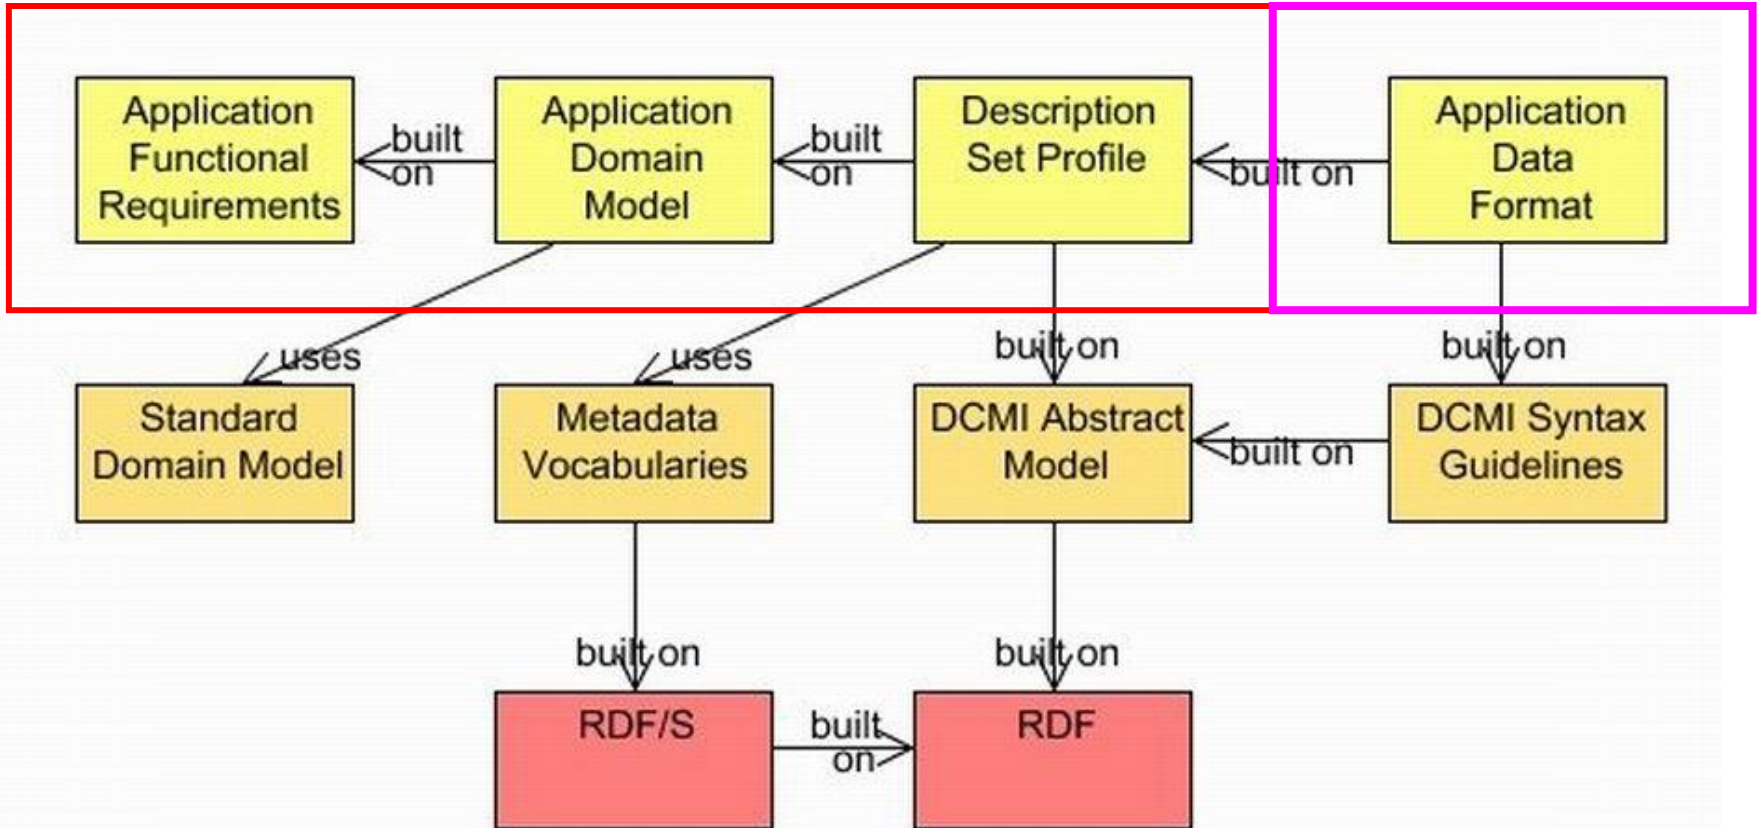 Application
Functional
Requirements
built
on
Application
Domain
Model
built
on
Description
Set Profile
built on
Application
Data
Format
uses
uses
built on
built on
Standard
Domain Model
Metadata
Vocabularies
DCMI Abstract
Model
built on
DCMI Syntax
Guidelines
built on
built on
RDF/S
built
on
RDF